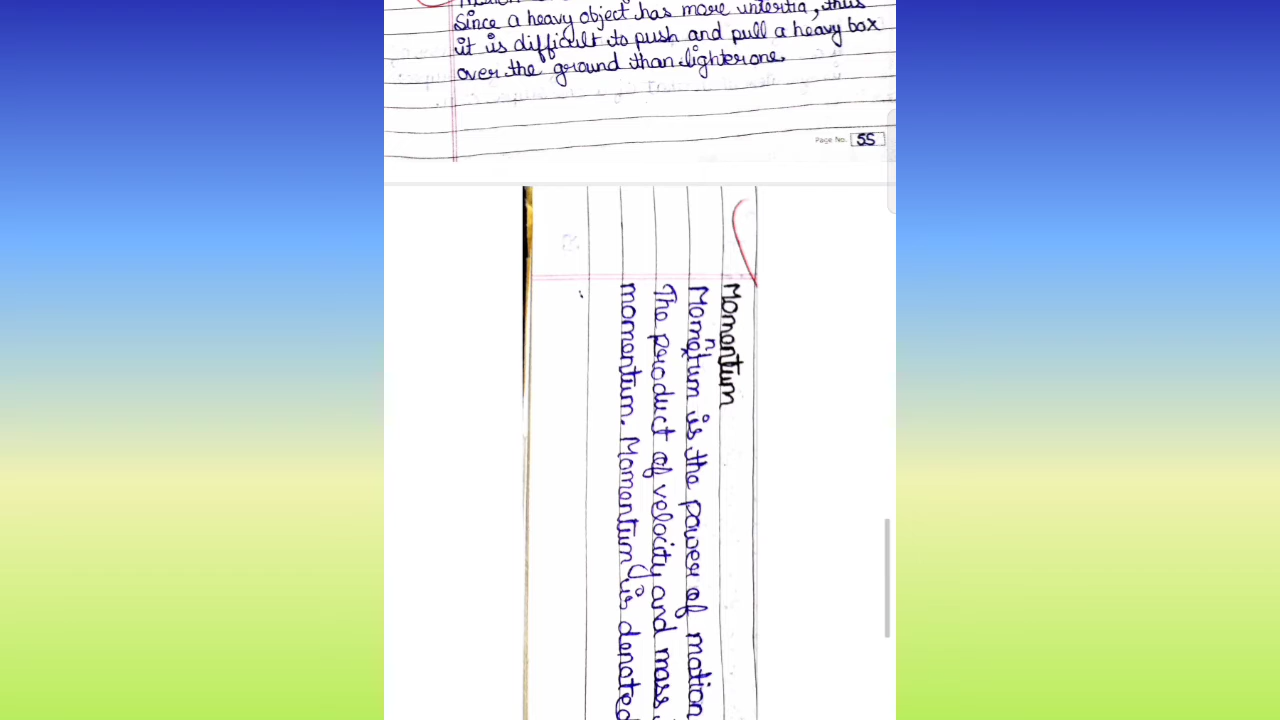 Since a heavy object has more intertia, thus
it is difficult to push and pull a heavy box
over the ground than lighter one.
Page No. 55
Momentum
Momentum is the power of motion
The product of velocity and mass
momentum. Momentum is denoted